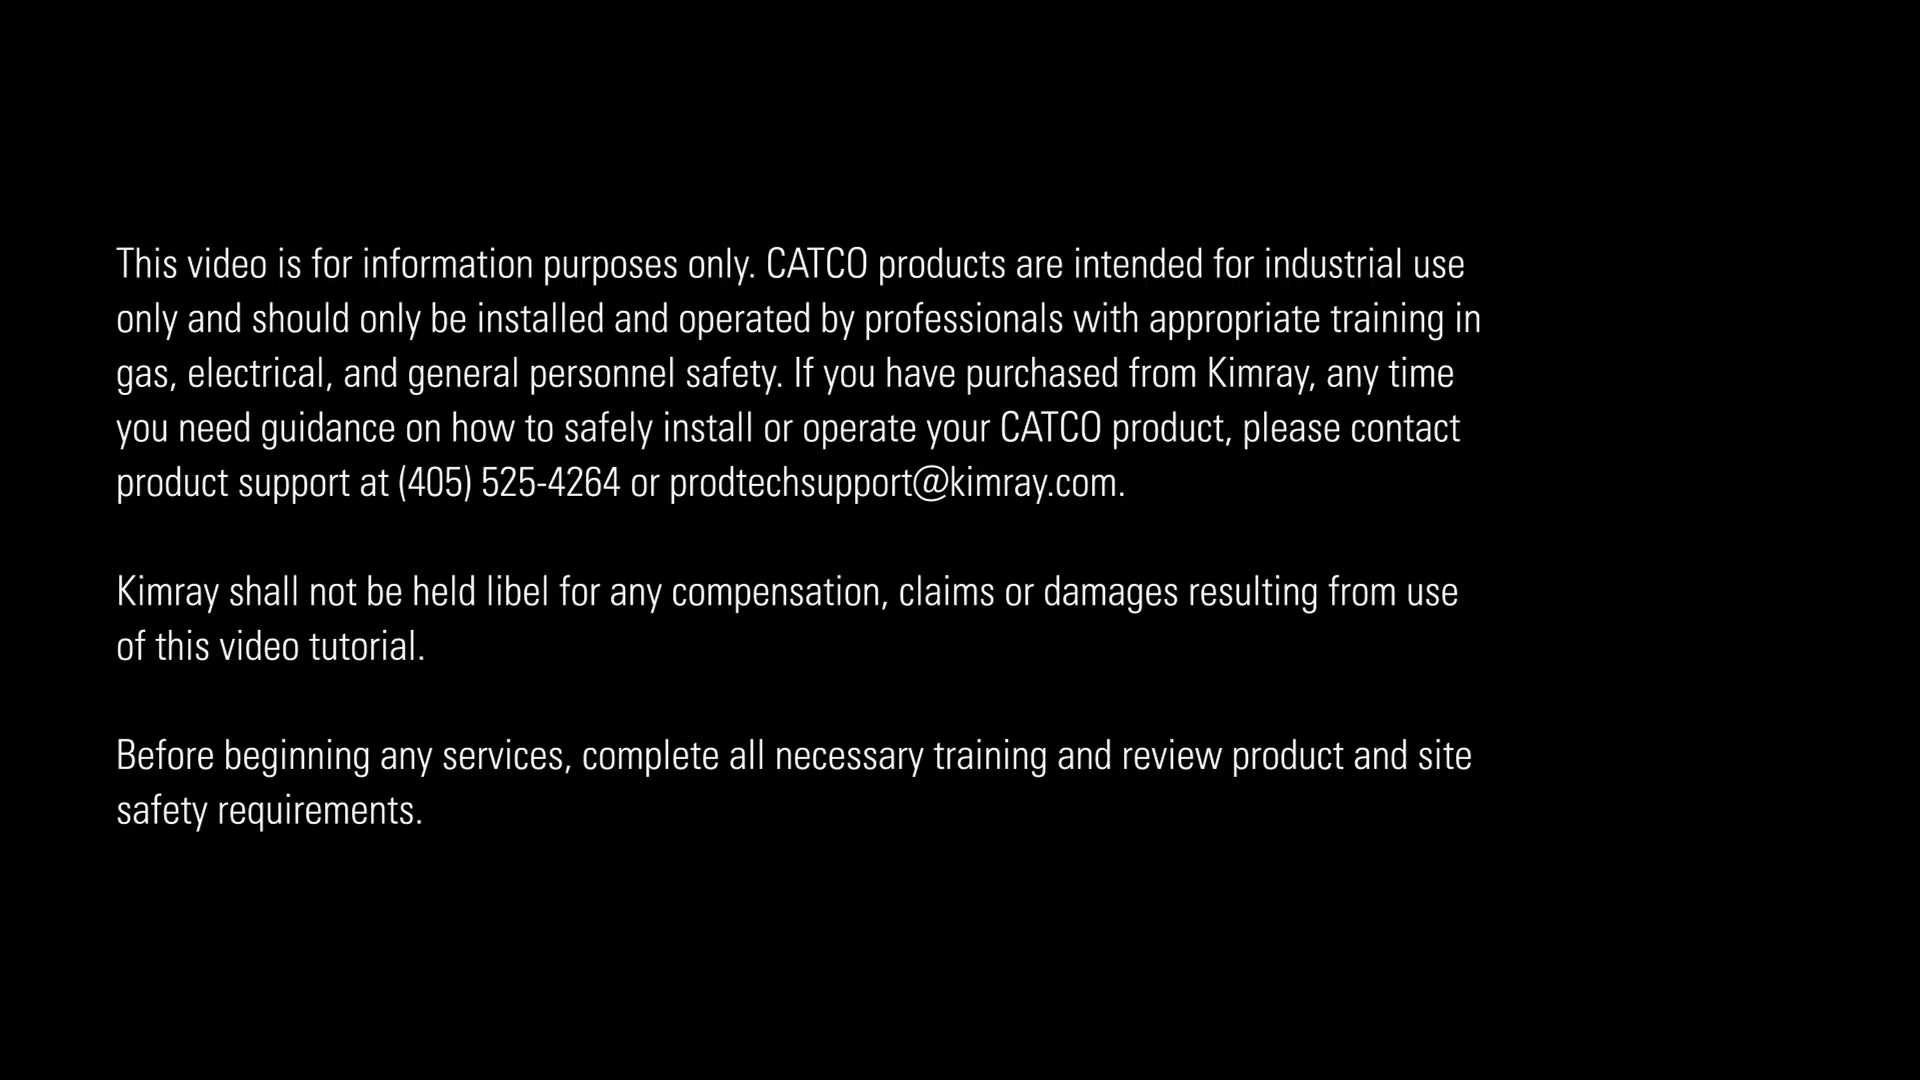 This video is for information purposes only. CATCO products are intended for industrial use
only and should only be installed and operated by professionals with appropriate training in
gas, electrical, and general personnel safety. If you have purchased from Kimray, any time
you need guidance on how to safely install or operate your CATCO product, please contact
product support at (405) 525-4264 or prodtechsupport@kimray.com.
Kimray shall not be held libel for any compensation, claims or damages resulting from use
of this video tutorial.
Before beginning any services, complete all necessary training and review product and site
safety requirements.